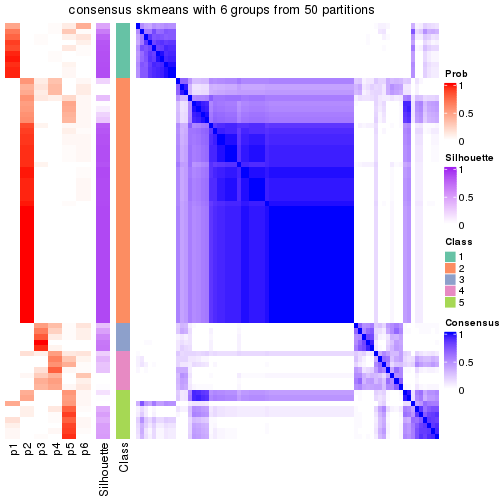 consensus skmeans with 6 groups from 50 partitions
Prob
1
0.5
0
Silhouette
1
0.5
0
Class
1
2
3
4
5
Consensus
1
0.5
0
p1
p2
p3
p4
p5
p6
Silhouette
Class